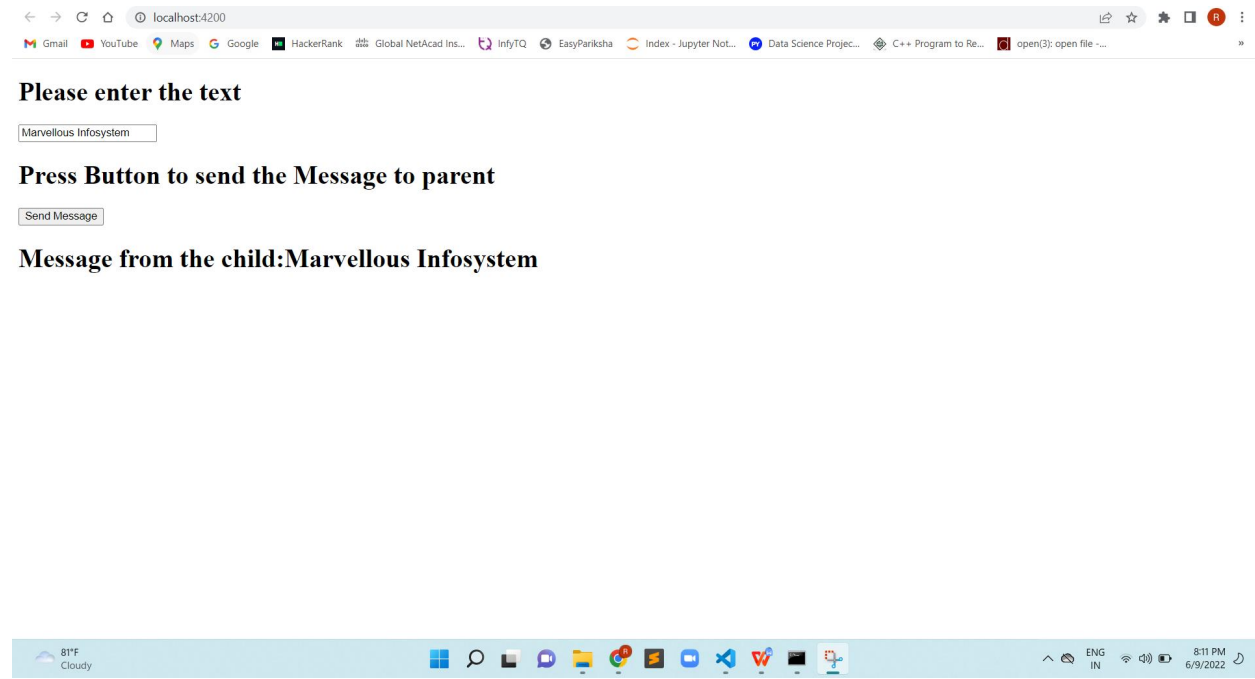 localhost:4200
R
Gmail YouTube Maps Google HackerRank Global NetAcad Ins... InfyTQ EasyPariksha Index - Jupyter Not... Data Science Projec... C++ Program to Re... open(3): open file -... »
Please enter the text
Marvellous Infosystem
Press Button to send the Message to parent
Send Message
Message from the child:Marvellous Infosystem
81°F
Cloudy
ENG
IN
8:11 PM
6/9/2022